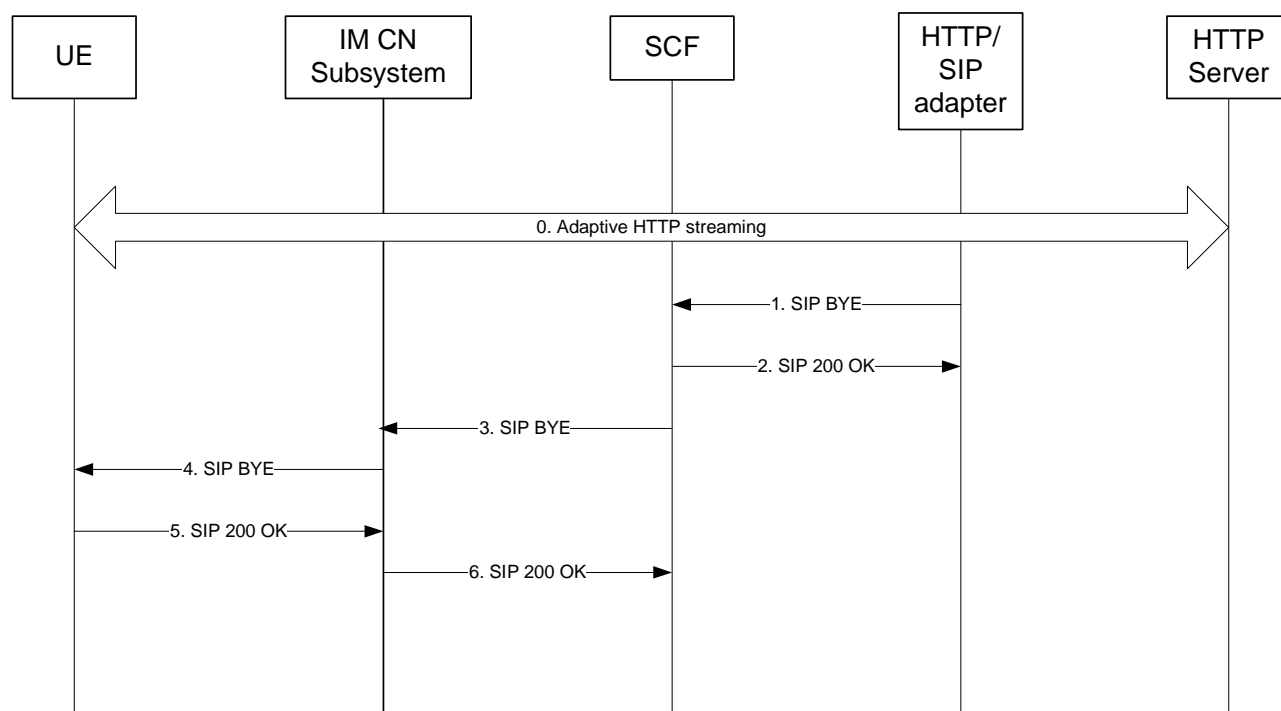 UE
IM CN
Subsystem
SCF
HTTP/
SIP
adapter
HTTP
Server
0. Adaptive HTTP streaming
1. SIP BYE
2. SIP 200 OK
3. SIP BYE
4. SIP BYE
5. SIP 200 OK
6. SIP 200 OK